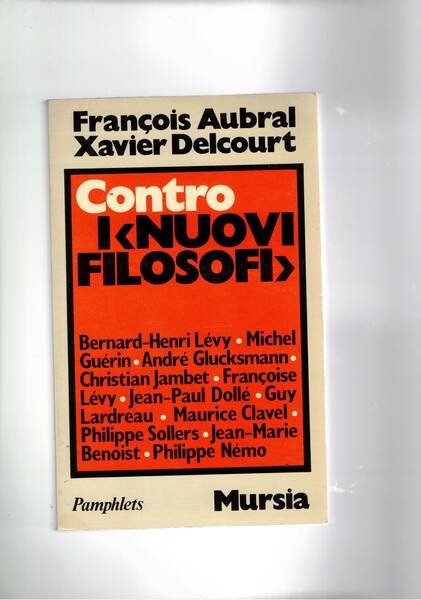 François Aubral
Xavier Delcourt
Contro
I‹NUOVI
FILOSOFI›
Bernard-Henri Lévy • Michel
Guérin • André Glucksmann •
Christian Jambet • Françoise
Lévy • Jean-Paul Dollé • Guy
Lardreau • Maurice Clavel •
Philippe Sollers • Jean-Marie
Benoist • Philippe Némo
Pamphlets Mursia